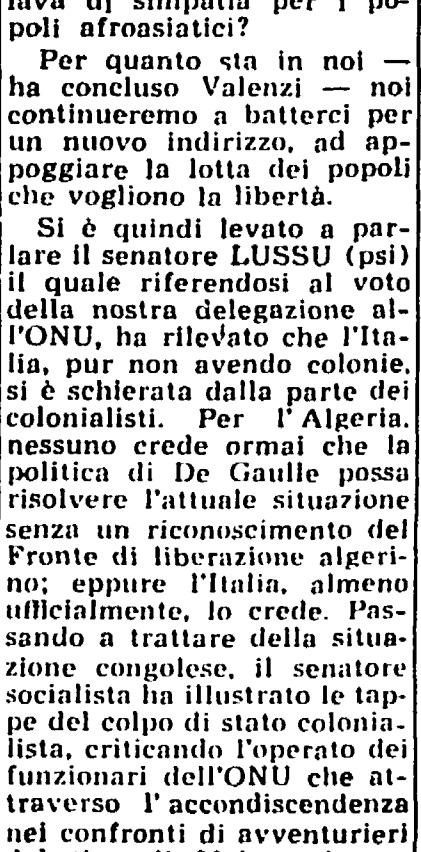 lava di simpatia per i po-
poli afroasiatici?
Per quanto sta in noi —
ha concluso Valenzi — noi
continueremo a batterci per
un nuovo indirizzo, ad ap-
poggiare la lotta dei popoli
che vogliono la libertà.
Si è quindi levato a par-
lare il senatore LUSSU (psi)
il quale riferendosi al voto
della nostra delegazione al-
l'ONU, ha rilevato che l'Ita-
lia, pur non avendo colonie,
si è schierata dalla parte dei
colonialisti. Per l'Algeria.
nessuno crede ormai che la
politica di De Gaulle possa
risolvere l'attuale situazione
senza un riconoscimento del
Fronte di liberazione algeri-
no; eppure l'Italia, almeno
ufficialmente, lo crede. Pas-
sando a trattare della situa-
zione congolese, il senatore
socialista ha illustrato le tap-
pe del colpo di stato colonia-
lista, criticando l'operato dei
funzionari dell'ONU che at-
traverso l'accondiscendenza
nei confronti di avventurieri